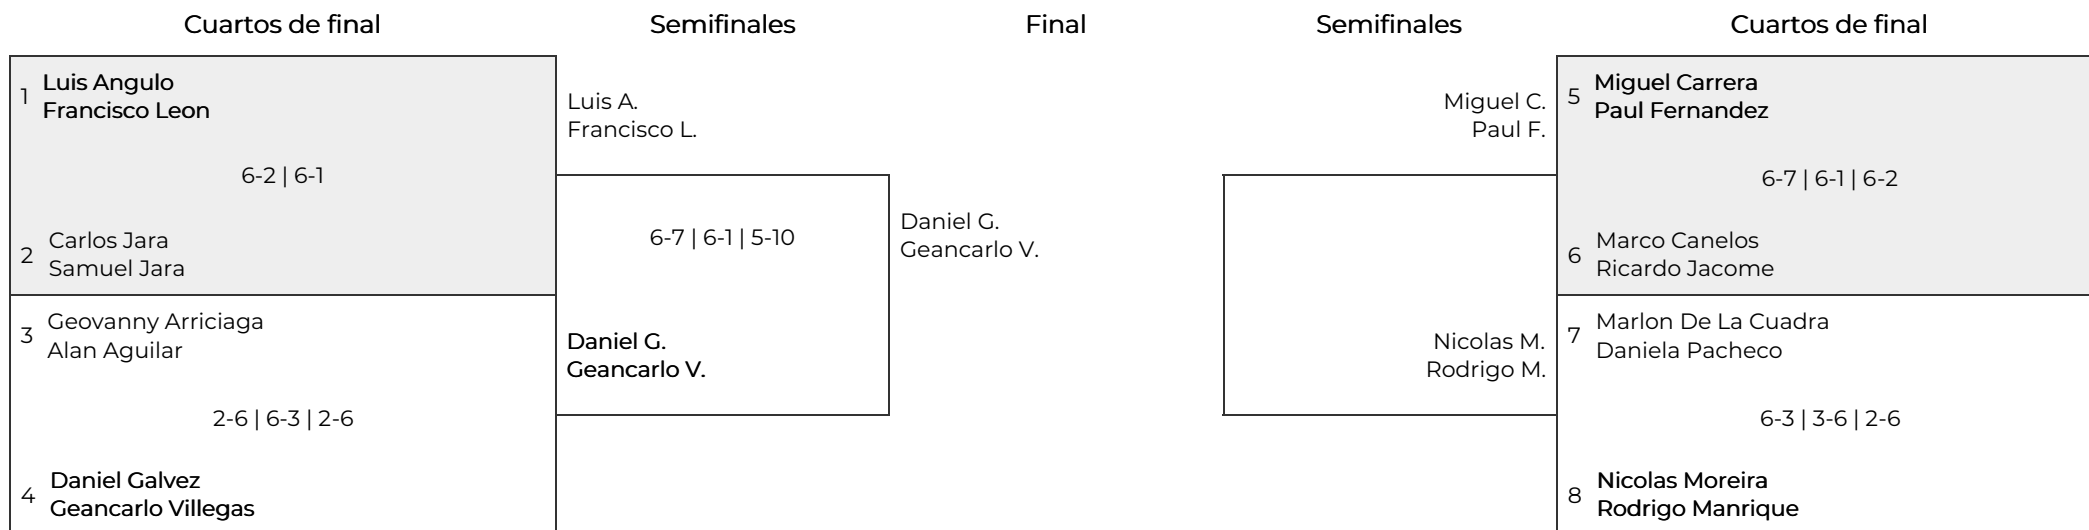 Cuartos de final
Semifinales
Final
Semifinales
Cuartos de final
1
Luis Angulo
Francisco Leon
6-2 | 6-1
2
Carlos Jara
Samuel Jara
3
Geovanny Arriciaga
Alan Aguilar
2-6 | 6-3 | 2-6
4
Daniel Galvez
Geancarlo Villegas
Luis A.
Francisco L.
6-7 | 6-1 | 5-10
Daniel G.
Geancarlo V.
Daniel G.
Geancarlo V.
Miguel C.
Paul F.
Nicolas M.
Rodrigo M.
5
Miguel Carrera
Paul Fernandez
6-7 | 6-1 | 6-2
6
Marco Canelos
Ricardo Jacome
7
Marlon De La Cuadra
Daniela Pacheco
6-3 | 3-6 | 2-6
8
Nicolas Moreira
Rodrigo Manrique